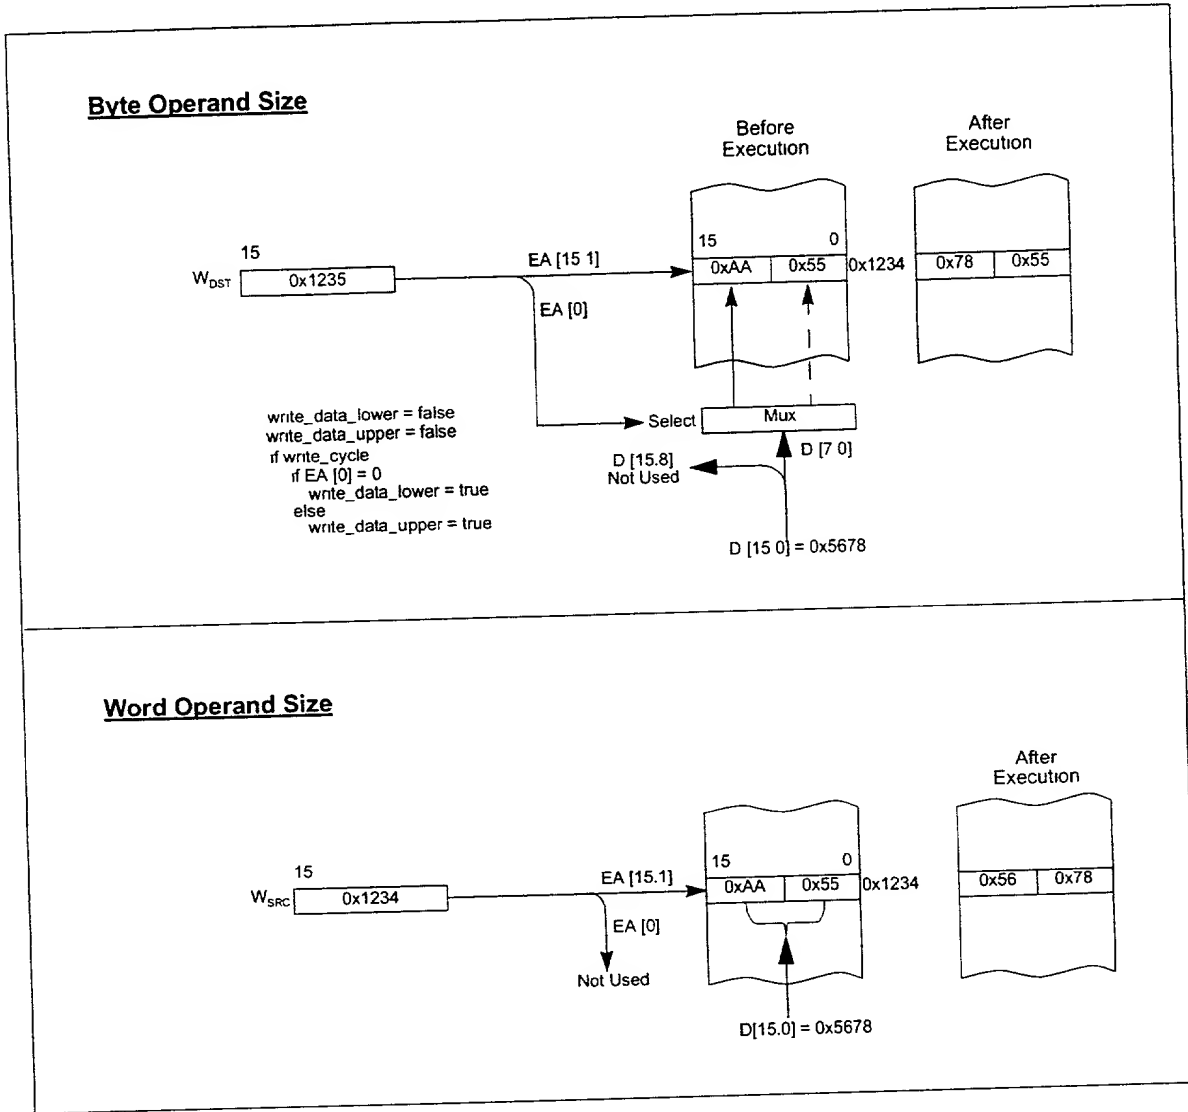 Byte Operand Size
Before
Execution
After
Execution
15
WDST
0x1235
EA [15 1]
EA [0]
15
0
0xAA
0x55
0x1234
0x78
0x55
write_data_lower = false
write_data_upper = false
if write_cycle
if EA [0] = 0
write_data_lower = true
else
write_data_upper = true
Select
Mux
D [7 0]
D [15.8]
Not Used
D [15 0] = 0x5678
Word Operand Size
After
Execution
15
WSRC
0x1234
EA [15.1]
EA [0]
Not Used
15
0
0xAA
0x55
0x1234
0x56
0x78
D[15.0] = 0x5678